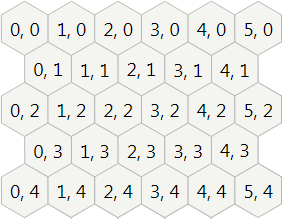 0, 0 1, 0 2, 0 3, 0 4, 0 5, 0
0, 1 1, 1 2, 1 3, 1 4, 1
0, 2 1, 2 2, 2 3, 2 4, 2 5, 2
0, 3 1, 3 2, 3 3, 3 4, 3
0, 4 1, 4 2, 4 3, 4 4, 4 5, 4